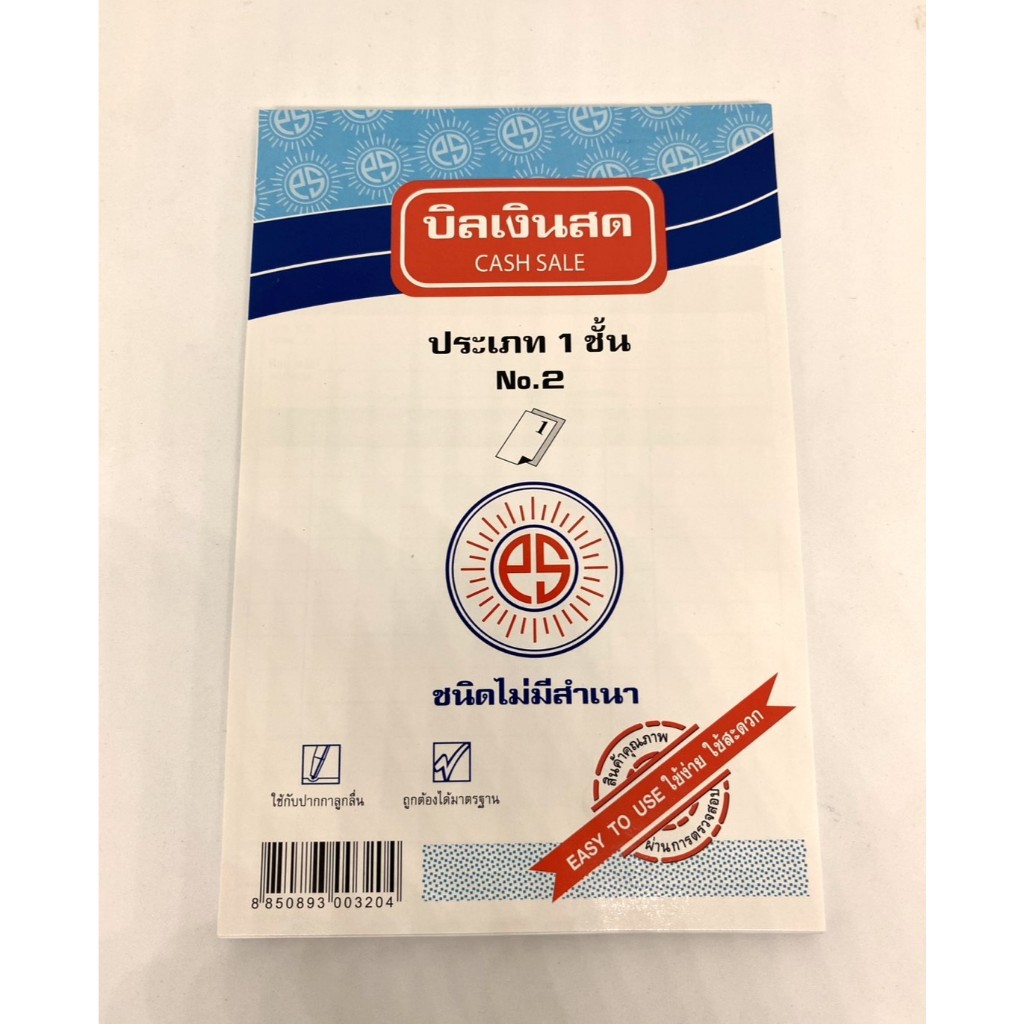 บิลเงินสด
CASH SALE
ประเภท 1 ชั้น
No.2
1
ES
ชนิดไม่มีสำเนา
ใช้กับปากกาลูกลื่น
ถูกต้องได้มาตรฐาน
สินค้าคุณภาพ
EASY TO USE ใช้ง่าย ใช้สะดวก
ผ่านการตรวจสอบ
8 850893 003204